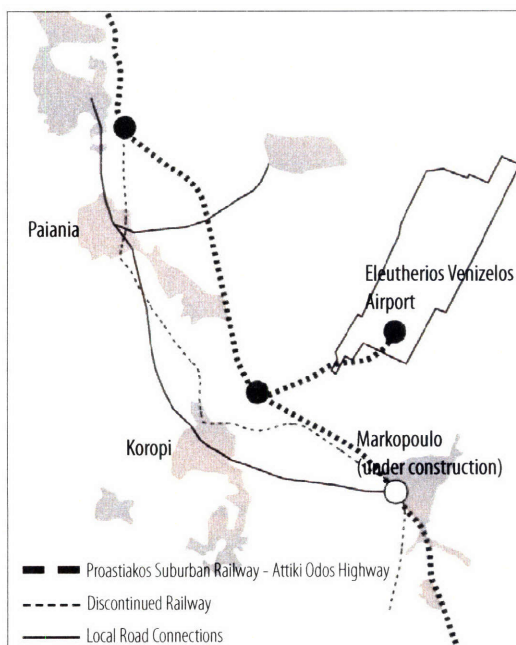 Paiania
Eleutherios Venizelos
Airport
Koropi
Markopoulo
(under construction)
Proastiakos Suburban Railway - Attiki Odos Highway
Discontinued Railway
Local Road Connections